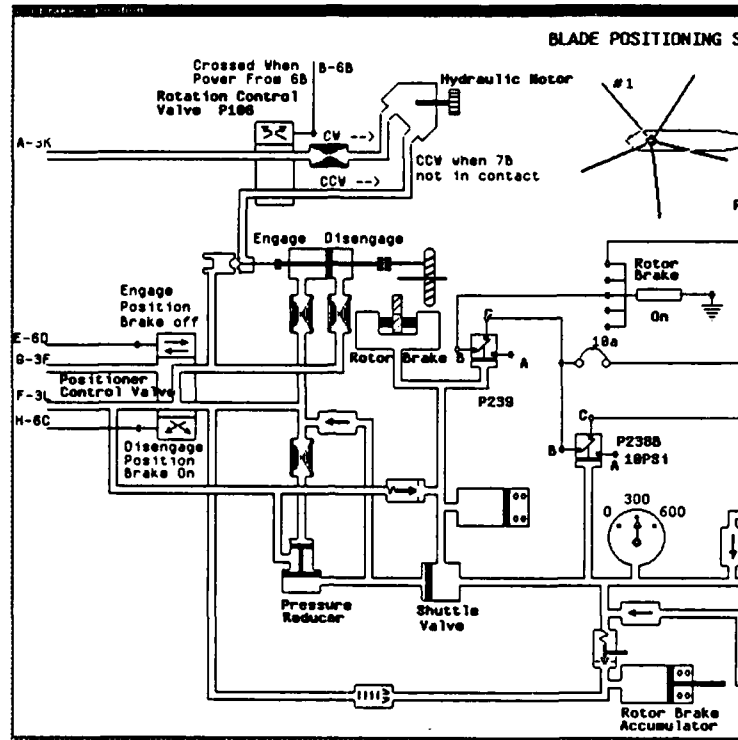 BLADE POSITIONING S
Crossed When
Power From 6B
B-6B
Rotation Control
Valve P106
Hydraulic Motor
#1
A-3K
CW -->
CCW when 7B
not in contact
CCW -->
Engage Disengage
Rotor
Brake
On
Engage
Position
Brake off
E-6D
G-3F
Rotor Brake
C
B
A
10a
Positioner
Control Valve
F-3L
P239
H-6C
C
Disengage
Position
Brake On
P238B
B
A
10PSI
0 300 600
Pressure
Reducer
Shuttle
Valve
Rotor Brake
Accumulator